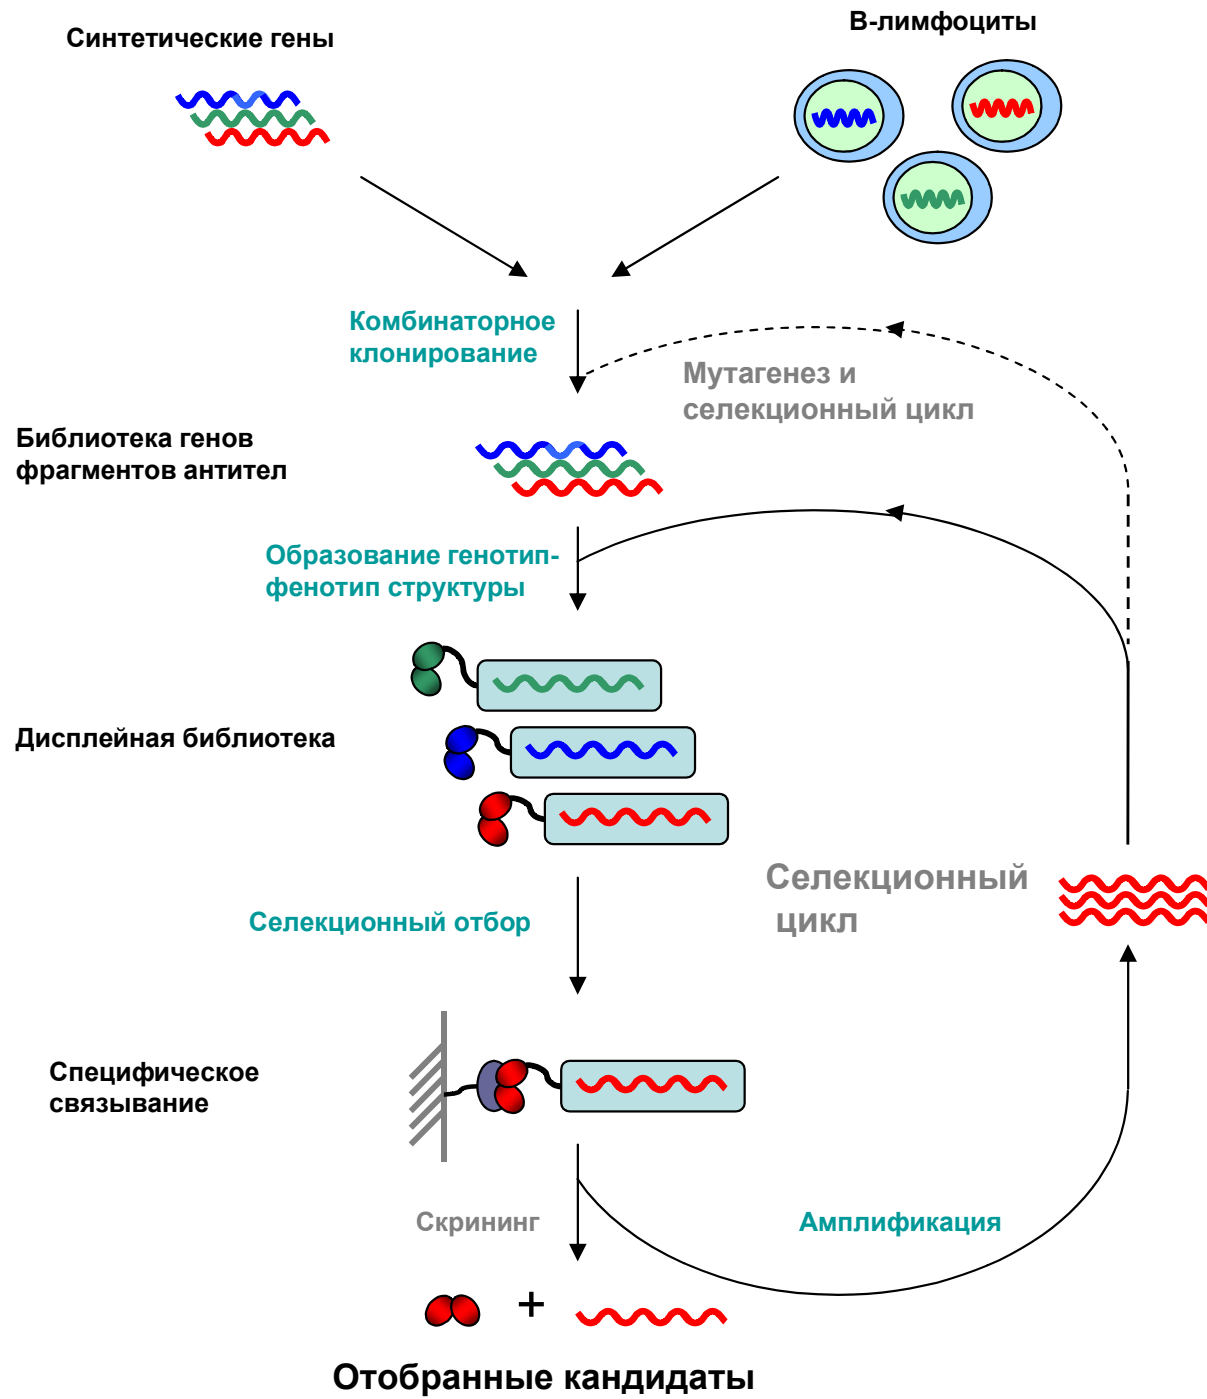 Синтетические гены
В-лимфоциты
Комбинаторное
клонирование
Мутагенез и
селекционный цикл
Библиотека генов
фрагментов антител
Образование генотип-
фенотип структуры
Дисплейная библиотека
Селекционный
цикл
Селекционный отбор
Специфическое
связывание
Скрининг
Амплификация
+
Отобранные кандидаты